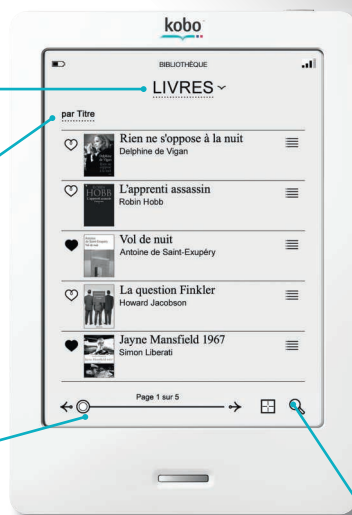 kobo
BIBLIOTHÈQUE
LIVRES
par Titre
Rien ne s'oppose à la nuit
Delphine de Vigan
L'apprenti assassin
Robin Hobb
HOBB
Vol de nuit
Antoine de Saint-Exupéry
La question Finkler
Howard Jacobson
Jayne Mansfield 1967
Simon Liberati
Page 1 sur 5